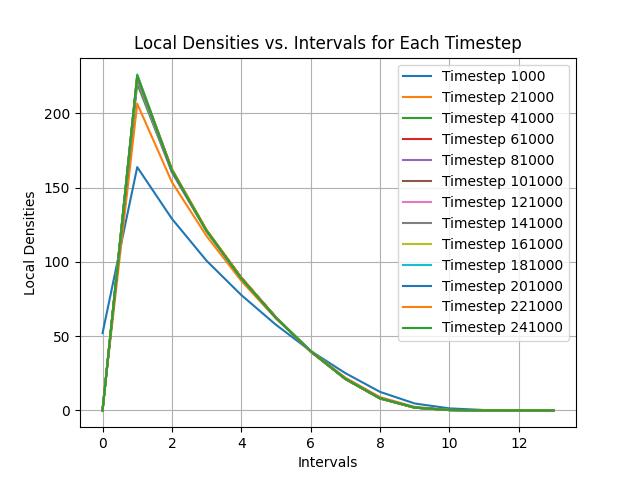 Local Densities vs. Intervals for Each Timestep
Local Densities
200
150
100
50
0
0 2 4 6 8 10 12
Intervals
Timestep 1000
Timestep 21000
Timestep 41000
Timestep 61000
Timestep 81000
Timestep 101000
Timestep 121000
Timestep 141000
Timestep 161000
Timestep 181000
Timestep 201000
Timestep 221000
Timestep 241000